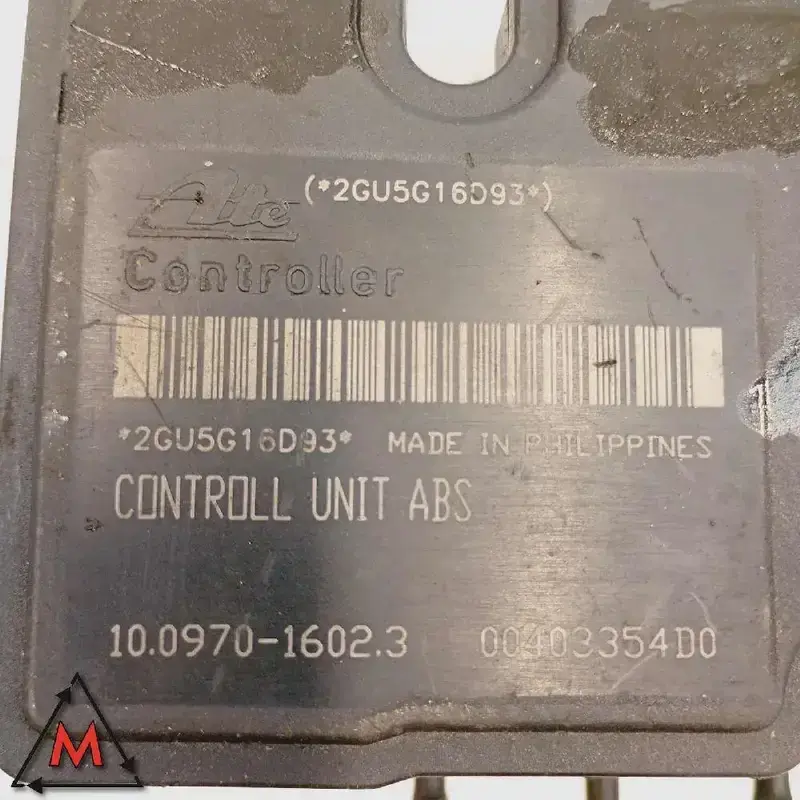 Ate (*2GU5G16D93*)
Controller
*2GU5G16D93* MADE IN PHILIPPINES
CONTROLL UNIT ABS
10.0970-1602.3 00403354D0
M